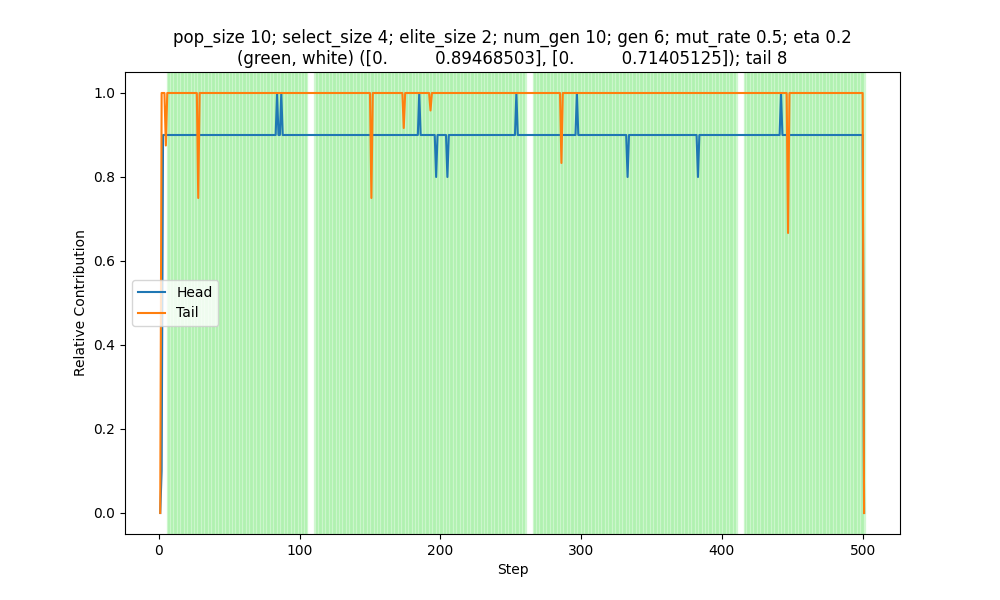 pop_size 10; select_size 4; elite_size 2; num_gen 10; gen 6; mut_rate 0.5; eta 0.2
(green, white) ([0.         0.89468503], [0.         0.71405125]); tail 8
1.0
0.8
0.6
0.4
0.2
0.0
Relative Contribution
Head
Tail
0 100 200 300 400 500
Step